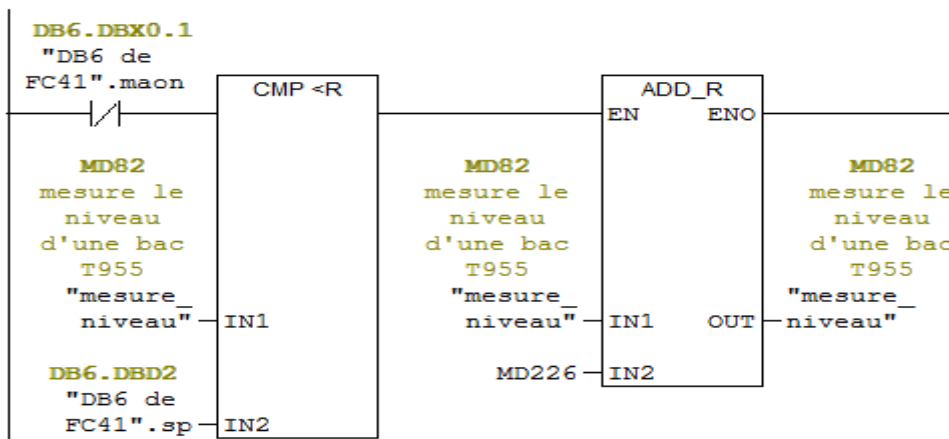 DB6.DBX0.1
"DB6 de
FC41".maon
CMP <R
ADD_R
EN ENO
MD82
mesure le
niveau
d'une bac
T955
"mesure_
niveau"
IN1
DB6.DBD2
"DB6 de
FC41".sp
IN2
MD82
mesure le
niveau
d'une bac
T955
"mesure_
niveau"
IN1
OUT
MD226
IN2
MD82
mesure le
niveau
d'une bac
T955
"mesure_
niveau"